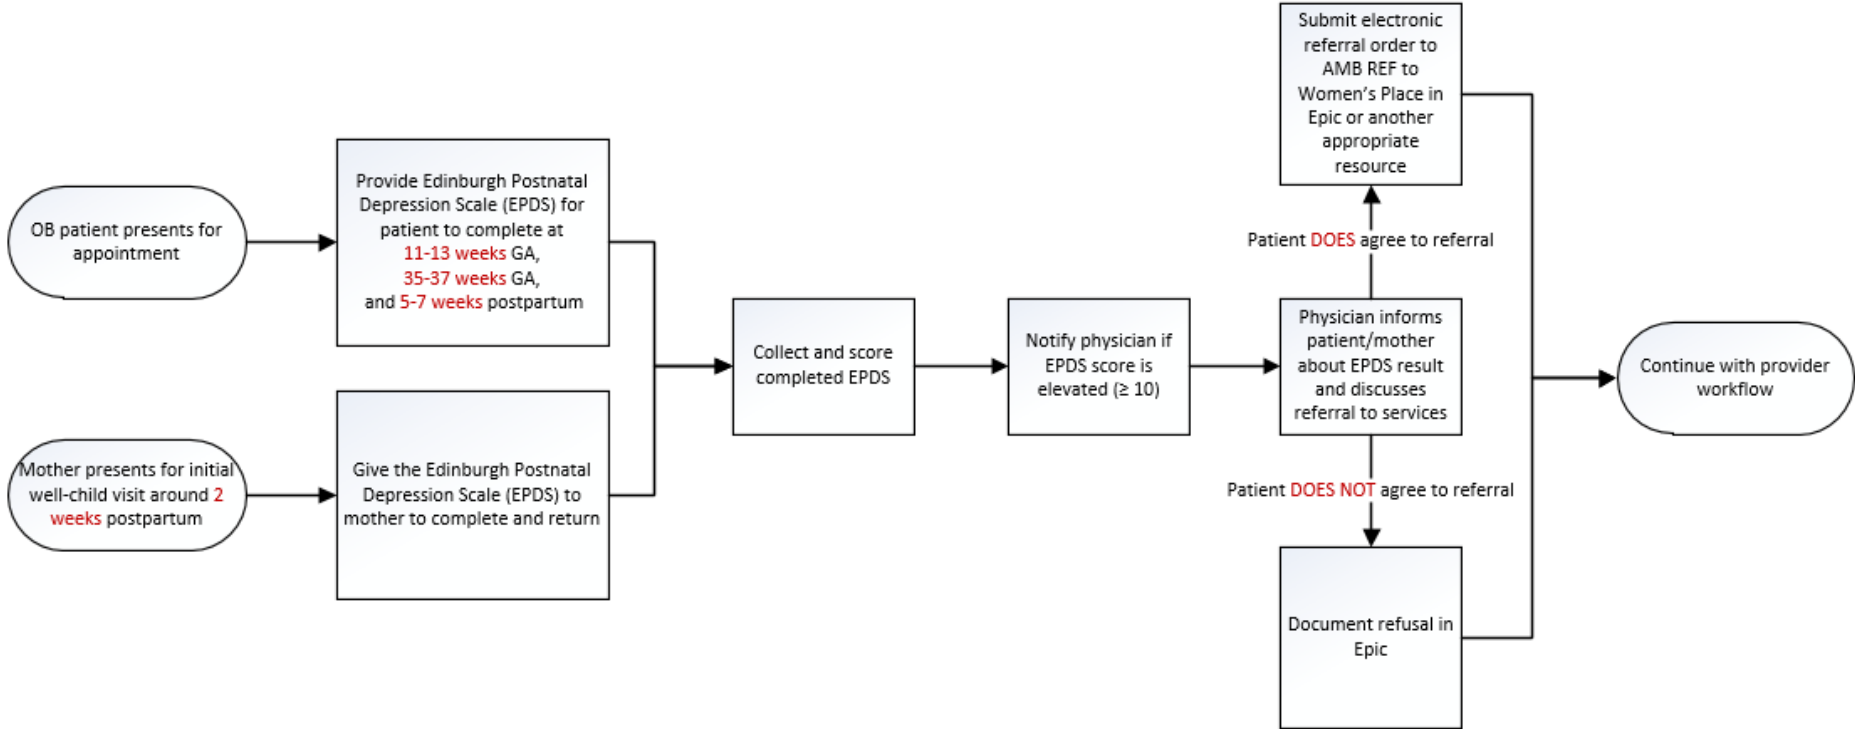 OB patient presents for
appointment
Provide Edinburgh Postnatal
Depression Scale (EPDS) for
patient to complete at
11-13 weeks GA,
35-37 weeks GA,
and 5-7 weeks postpartum
Mother presents for initial
well-child visit around 2
weeks postpartum
Give the Edinburgh Postnatal
Depression Scale (EPDS) to
mother to complete and return
Collect and score
completed EPDS
Notify physician if
EPDS score is
elevated (≥ 10)
Physician informs
patient/mother
about EPDS result
and discusses
referral to services
Patient DOES agree to referral
Submit electronic
referral order to
AMB REF to
Women's Place in
Epic or another
appropriate
resource
Patient DOES NOT agree to referral
Document refusal in
Epic
Continue with provider
workflow